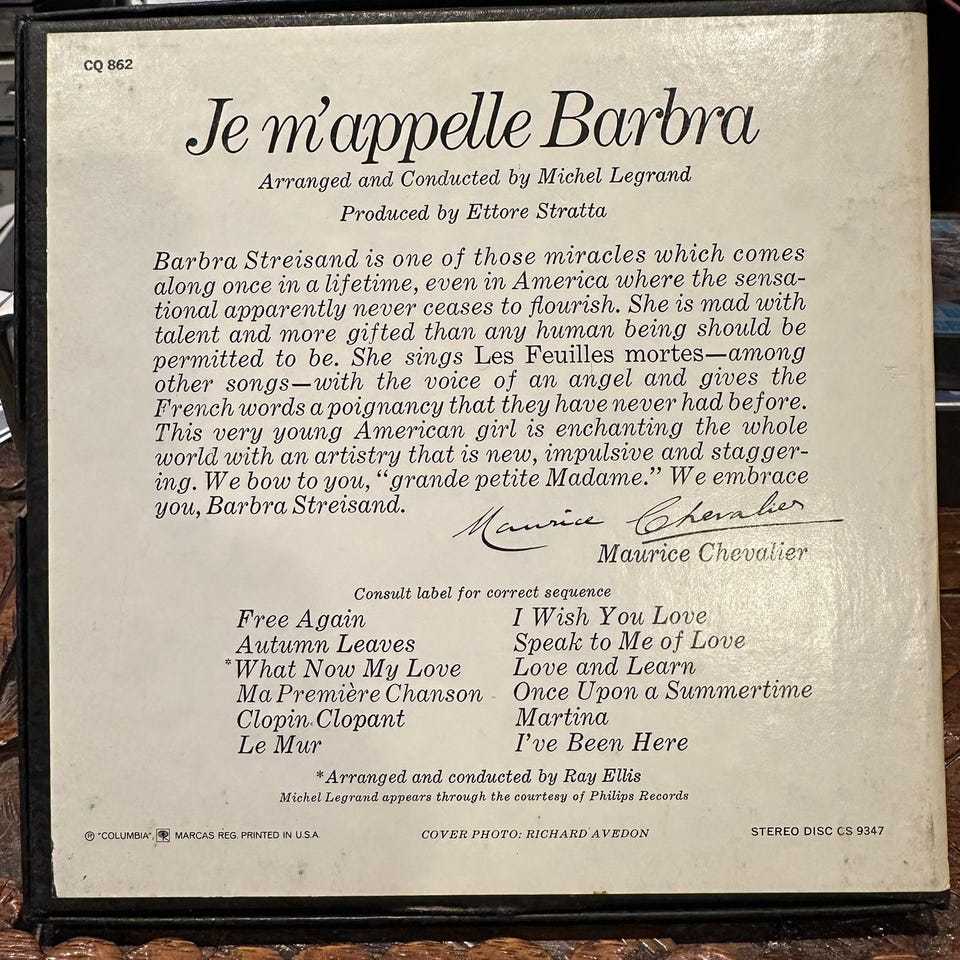 CQ 862
Je m'appelle Barbra
Arranged and Conducted by Michel Legrand
Produced by Ettore Stratta
Barbra Streisand is one of those miracles which comes
along once in a lifetime, even in America where the sensa-
tional apparently never ceases to flourish. She is mad with
talent and more gifted than any human being should be
permitted to be. She sings Les Feuilles mortes—among
other songs—with the voice of an angel and gives the
French words a poignancy that they have never had before.
This very young American girl is enchanting the whole
world with an artistry that is new, impulsive and stagger-
ing. We bow to you, "grande petite Madame." We embrace
you, Barbra Streisand.
Maurice Chevalier
Maurice Chevalier
Consult label for correct sequence
Free Again
Autumn Leaves
*What Now My Love
Ma Première Chanson
Clopin Clopant
Le Mur
I Wish You Love
Speak to Me of Love
Love and Learn
Once Upon a Summertime
Martina
I've Been Here
*Arranged and conducted by Ray Ellis
Michel Legrand appears through the courtesy of Philips Records
℗ "COLUMBIA", MARCAS REG. PRINTED IN U.S.A.
COVER PHOTO: RICHARD AVEDON
STEREO DISC CS 9347